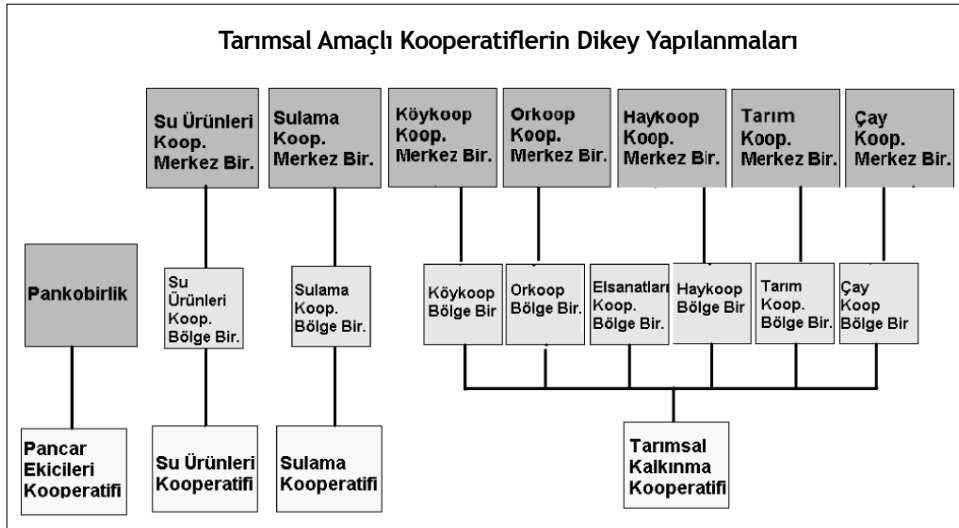 Tarımsal Amaçlı Kooperatiflerin Dikey Yapılanmaları
Su Ürünleri
Koop.
Merkez Bir.
Sulama
Koop.
Merkez Bir.
Köykoop
Koop.
Merkez Bir.
Orkoop
Koop.
Merkez Bir.
Haykoop
Koop.
Merkez Bir.
Tarım
Koop.
Merkez Bir.
Çay
Koop.
Merkez Bir.
Pankobirlik
Su
Ürünleri
Koop.
Bölge Bir.
Sulama
Koop.
Bölge Bir.
Köykoop
Bölge Bir
Orkoop
Bölge Bir
Elsanatları
Koop.
Bölge Bir.
Haykoop
Bölge Bir
Tarım
Koop.
Bölge Bir.
Çay
Koop
Bölge Bir
Pancar
Ekicileri
Kooperatifi
Su Ürünleri
Kooperatifi
Sulama
Kooperatifi
Tarımsal
Kalkınma
Kooperatifi